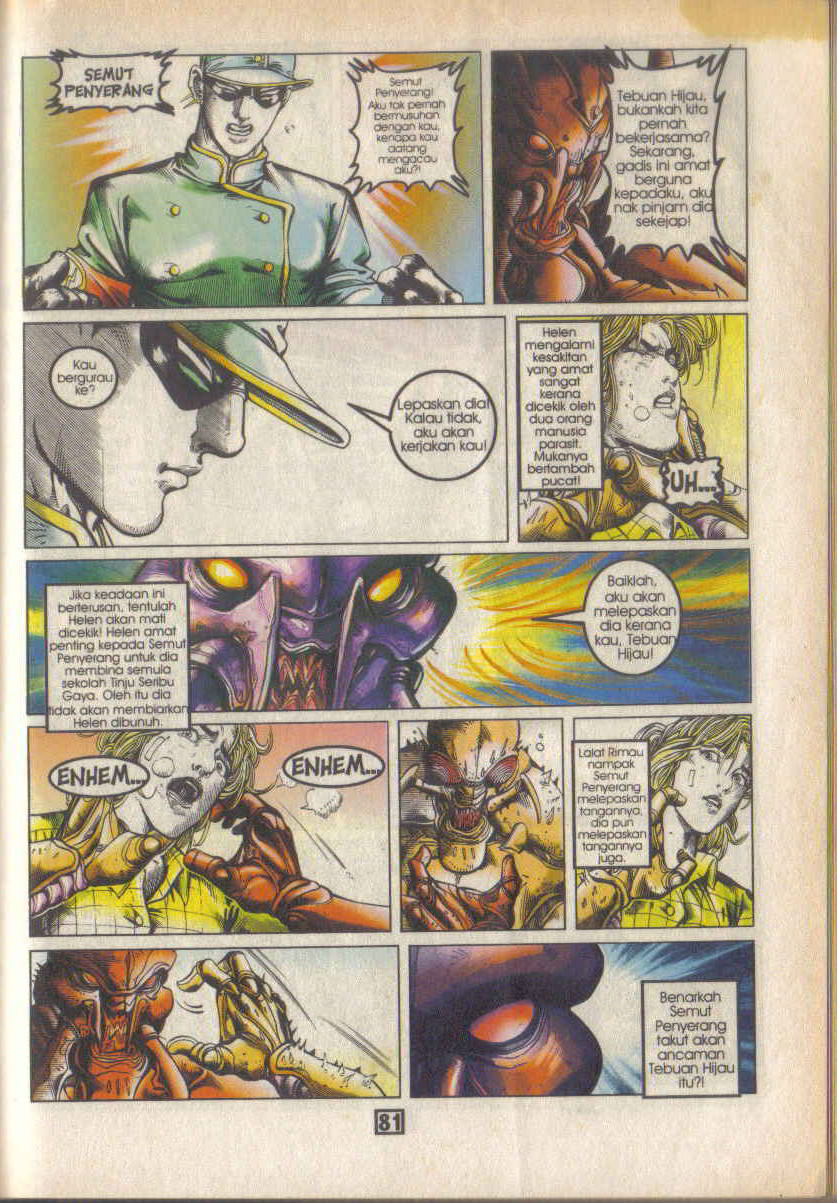 SEMUT
PENYERANG
Semut
Penyerang!
Aku tak pernah
bermusuhan
dengan kau,
kenapa kau
datang
mengacau
aku?!
Tebuan Hijau,
bukankah kita
pernah
bekerjasama?
Sekarang,
gadis ini amat
berguna
kepadaku, aku
nak pinjam dia
sekejap!
Kau
bergurau
ke?
Lepaskan dia!
Kalau tidak,
aku akan
kerjakan kau!
Helen
mengalami
kesakitan
yang amat
sangat
kerana
dicekik oleh
dua orang
manusia
parasit.
Mukanya
bertambah
pucat!
UH...
Jika keadaan ini
berterusan, tentulah
Helen akan mati
dicekik! Helen amat
penting kepada Semut
Penyerang untuk dia
membina semula
sekolah Tinju Seribu
Gaya. Oleh itu dia
tidak akan membiarkan
Helen dibunuh.
Baiklah,
aku akan
melepaskan
dia kerana
kau, Tebuan
Hijau!
ENHEM...
ENHEM...
Lalat Rimau
nampak
Semut
Penyerang
melepaskan
tangannya,
dia pun
melepaskan
tangannya
juga.
Benarkah
Semut
Penyerang
takut akan
ancaman
Tebuan Hijau
itu?!
81